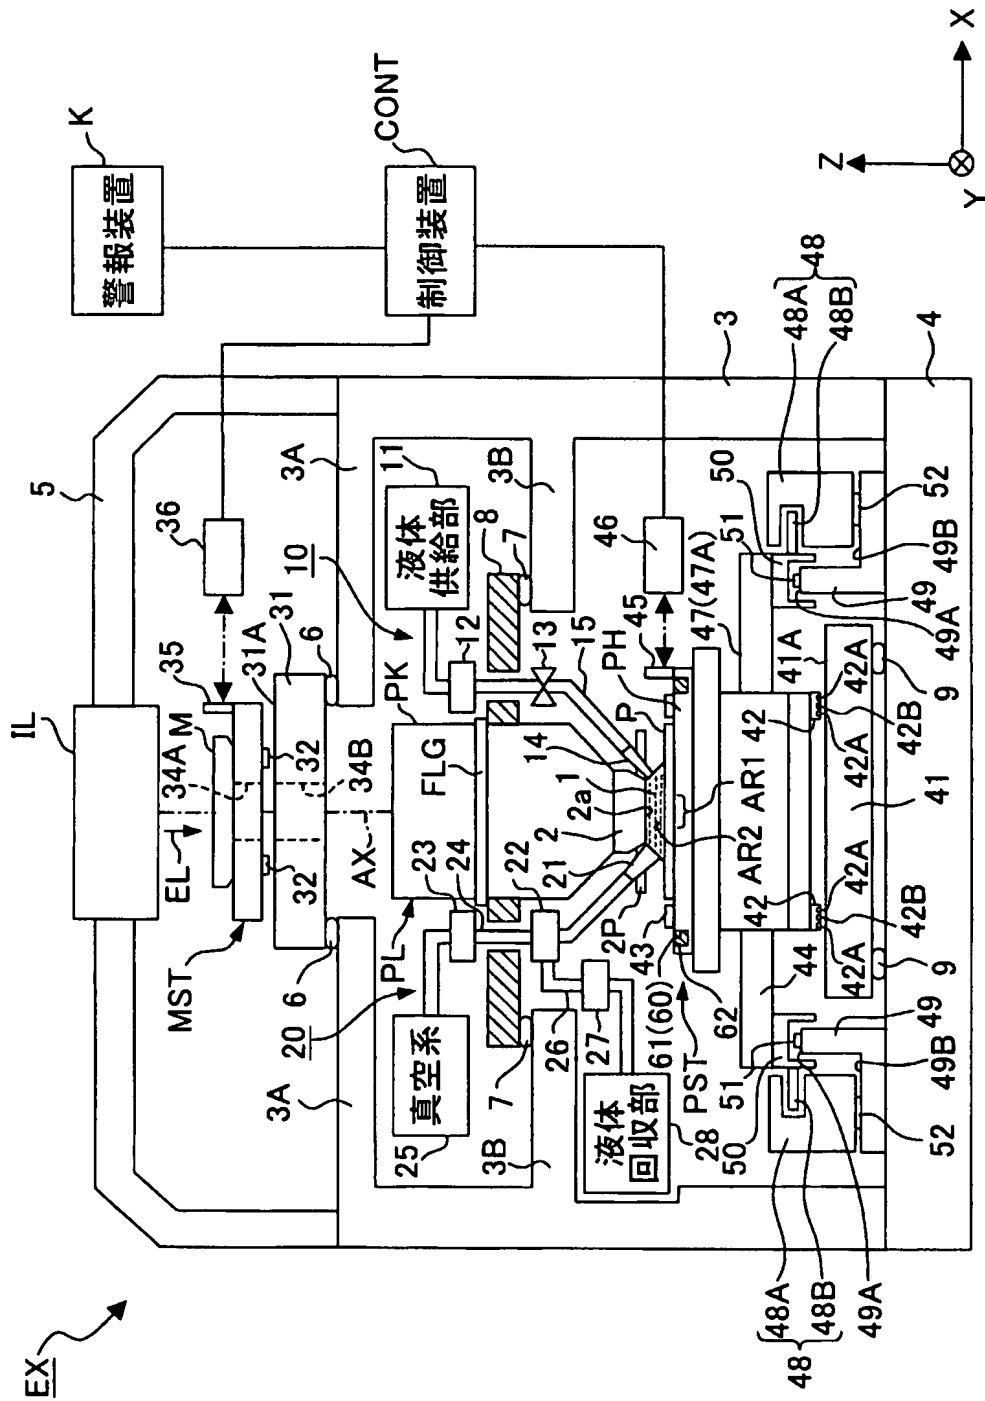 EX
IL
5
EL
34A
M
35
36
K
警報装置
MST
31A
31
32
32
34B
6
6
3A
3A
CONT
制御装置
AX
PK
FLG
PL
20
真空系
25
23
24
22
10
液体
供給部
11
12
8
7
7
3B
3B
13
15
14
1
2a
2
21
2P
26
27
液体
回収部
28
43
61(60)
62
PST
PH
P
45
46
AR1
AR2
47(47A)
44
3
4
50
50
51
51
48A
48B
48
48A
48B
48
49
49
49A
49A
49B
49B
52
52
41A
41
42
42
42A
42A
42A
42A
42B
42B
9
9
Z
X
Y